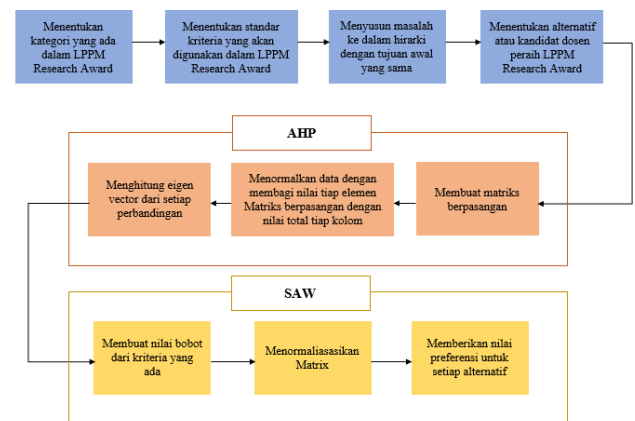 Menentukan
kategori yang ada
dalam LPPM
Research Award
Menentukan standar
kriteria yang akan
digunakan dalam LPPM
Research Award
Menyusun masalah
ke dalam hirarki
dengan tujuan awal
yang sama
Menentukan alternatif
atau kandidat dosen
peraih LPPM
Research Award
AHP
Membuat matriks
berpasangan
Menormalkan data dengan
membagi nilai tiap elemen
Matriks berpasangan dengan
nilai total tiap kolom
Menghitung eigen
vector dari setiap
perbandingan
SAW
Membuat nilai bobot
dari kriteria yang
ada
Menormaliasasikan
Matrix
Memberikan nilai
preferensi untuk
setiap alternatif